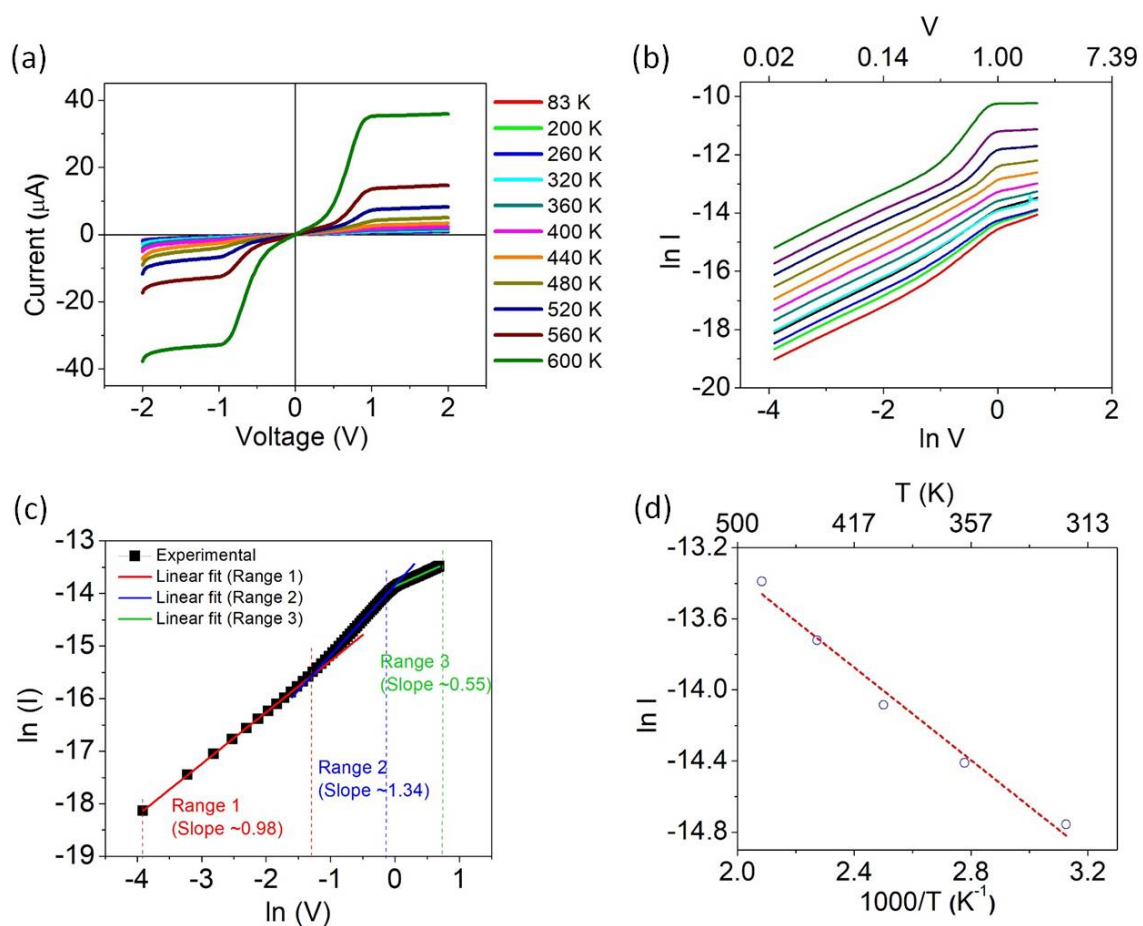 (a)
40
20
0
-20
-40
Current (μA)
-2 -1 0 1 2
Voltage (V)
83 K
200 K
260 K
320 K
360 K
400 K
440 K
480 K
520 K
560 K
600 K
(b)
V
0.02 0.14 1.00 7.39
-10
-12
-14
-16
-18
-20
ln I
-4 -2 0 2
ln V
(c)
-13
-14
-15
-16
-17
-18
-19
ln (I)
Experimental
Linear fit (Range 1)
Linear fit (Range 2)
Linear fit (Range 3)
Range 3
(Slope ~0.55)
Range 2
(Slope ~1.34)
Range 1
(Slope ~0.98)
-4 -3 -2 -1 0 1
ln (V)
(d)
T (K)
500 417 357 313
-13.2
-13.6
-14.0
-14.4
-14.8
ln I
2.0 2.4 2.8 3.2
1000/T (K⁻¹)